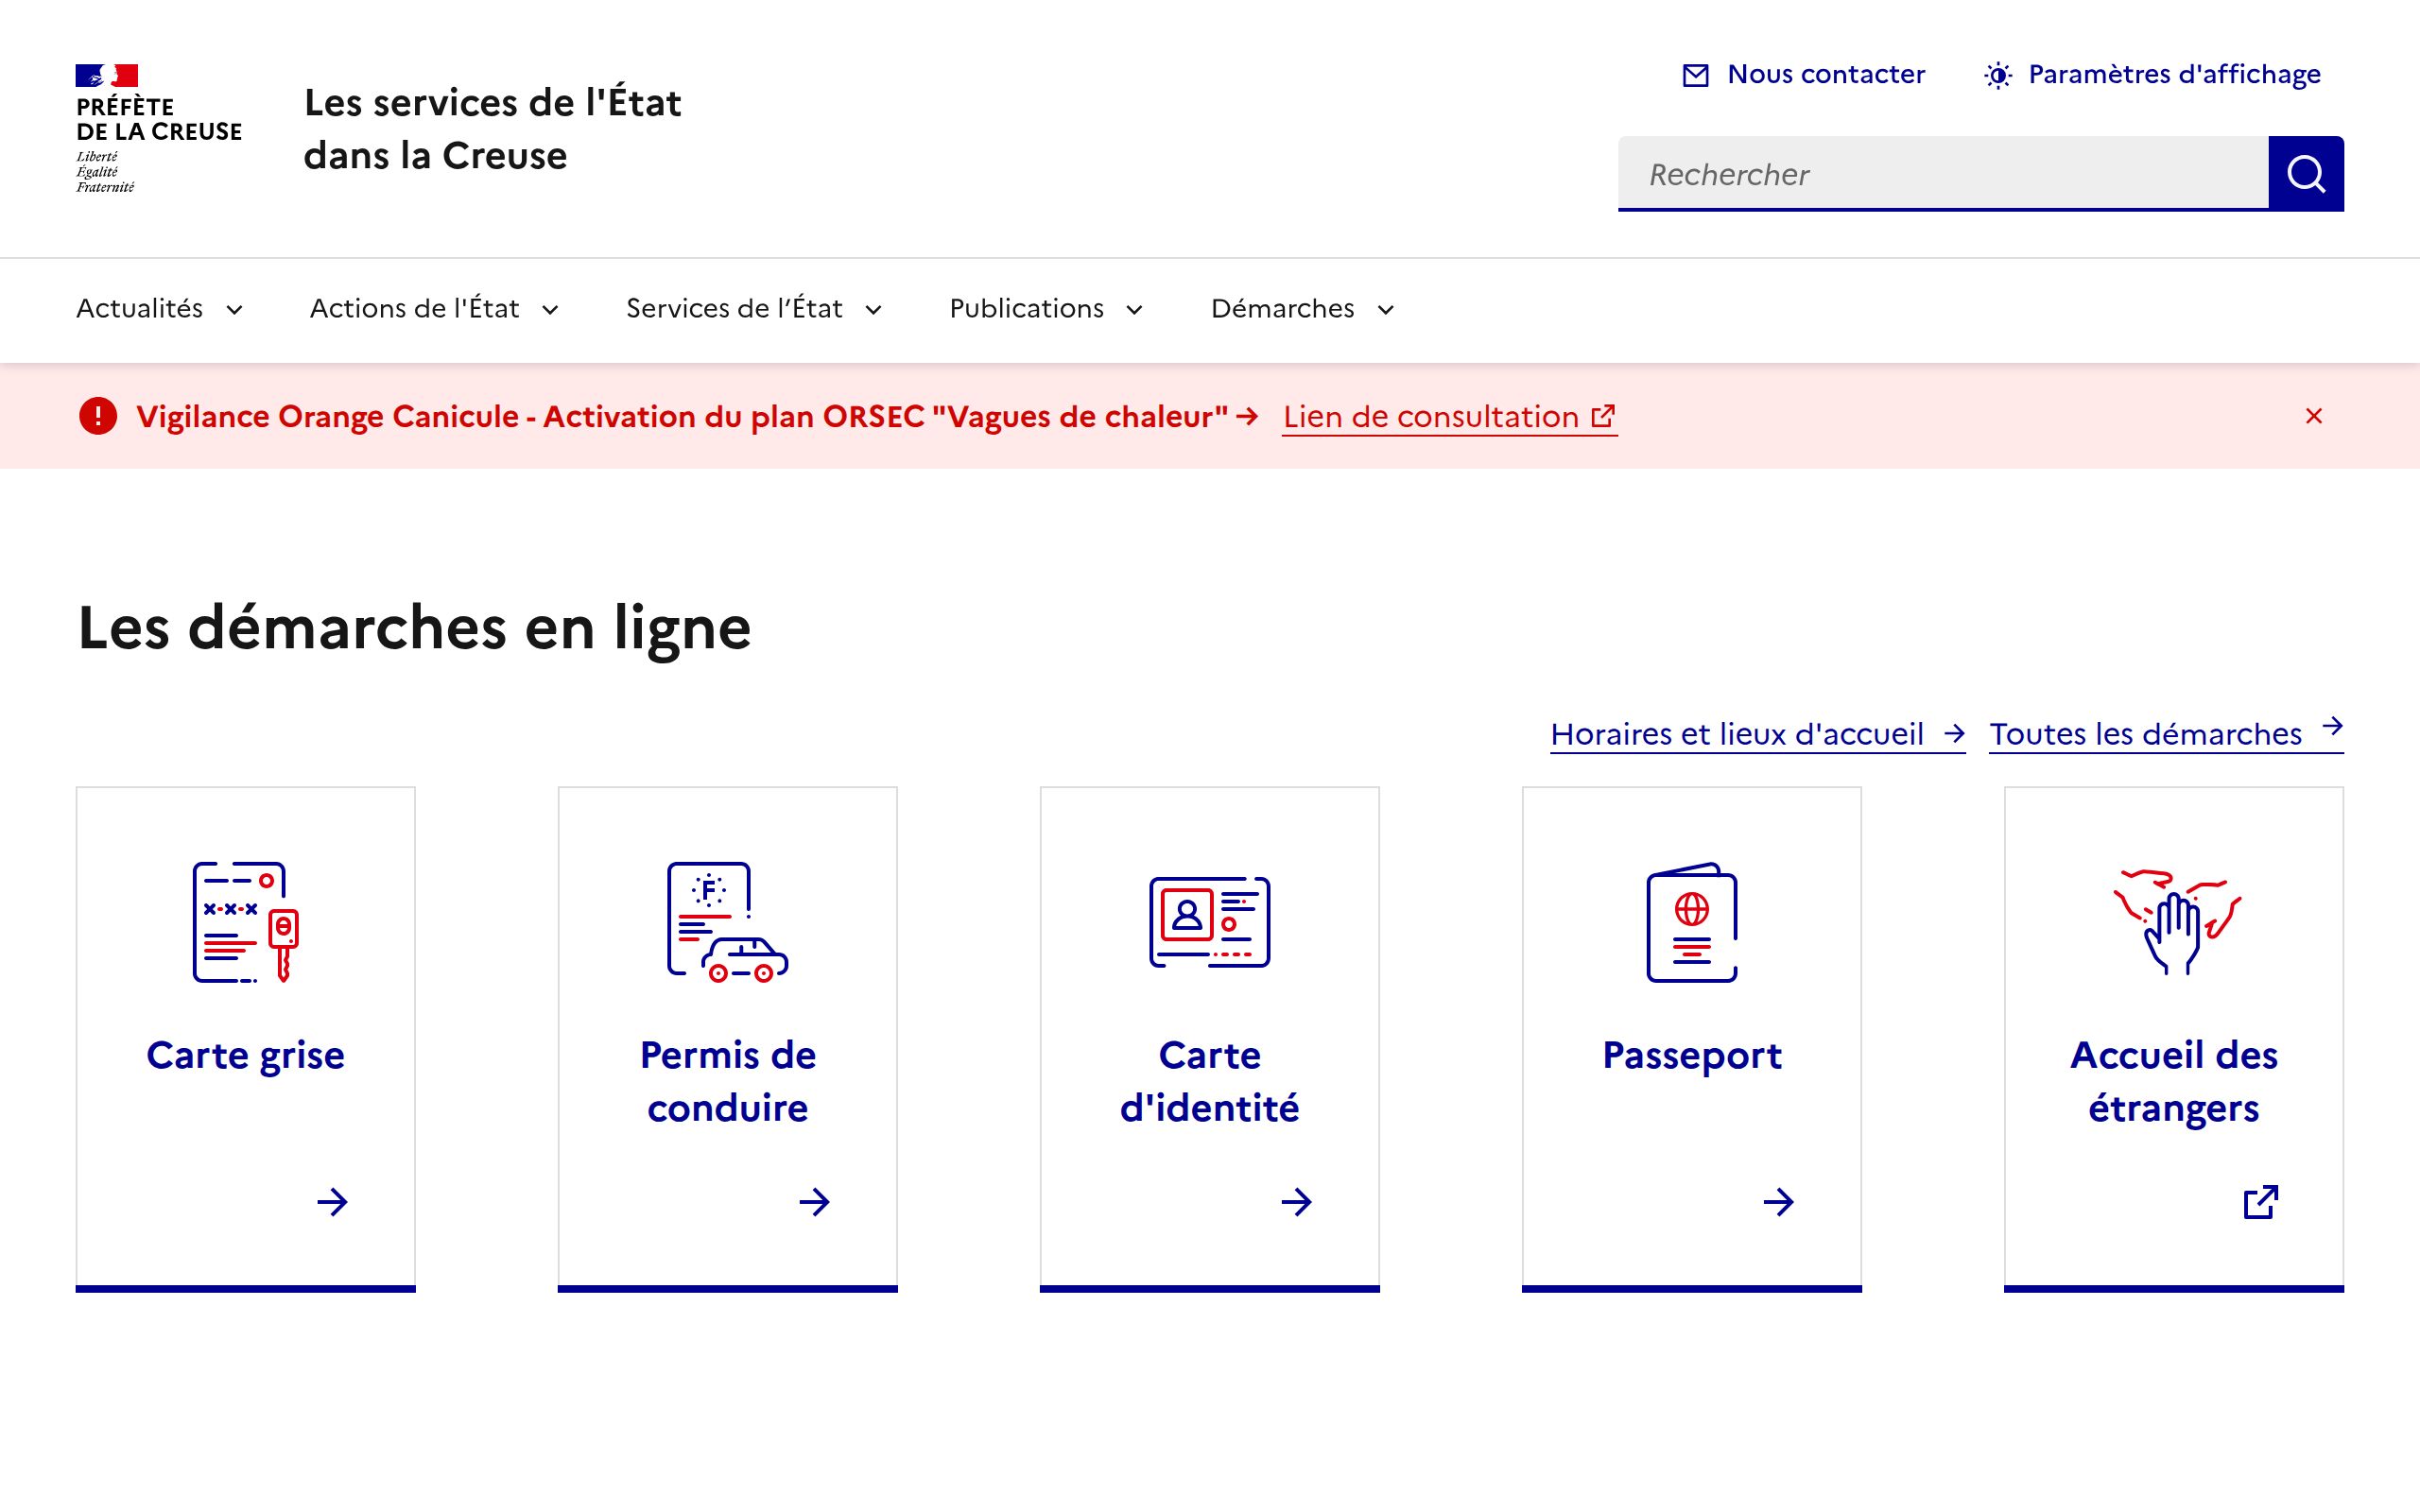 PRÉFÈTE
DE LA CREUSE
Liberté
Égalité
Fraternité
Les services de l'État
dans la Creuse
Nous contacter
Paramètres d'affichage
Rechercher
Actualités
Actions de l'État
Services de l’État
Publications
Démarches
Vigilance Orange Canicule - Activation du plan ORSEC "Vagues de chaleur" → Lien de consultation
Les démarches en ligne
Horaires et lieux d'accueil →
Toutes les démarches →
F
Carte grise
Permis de
conduire
Carte
d'identité
Passeport
Accueil des
étrangers